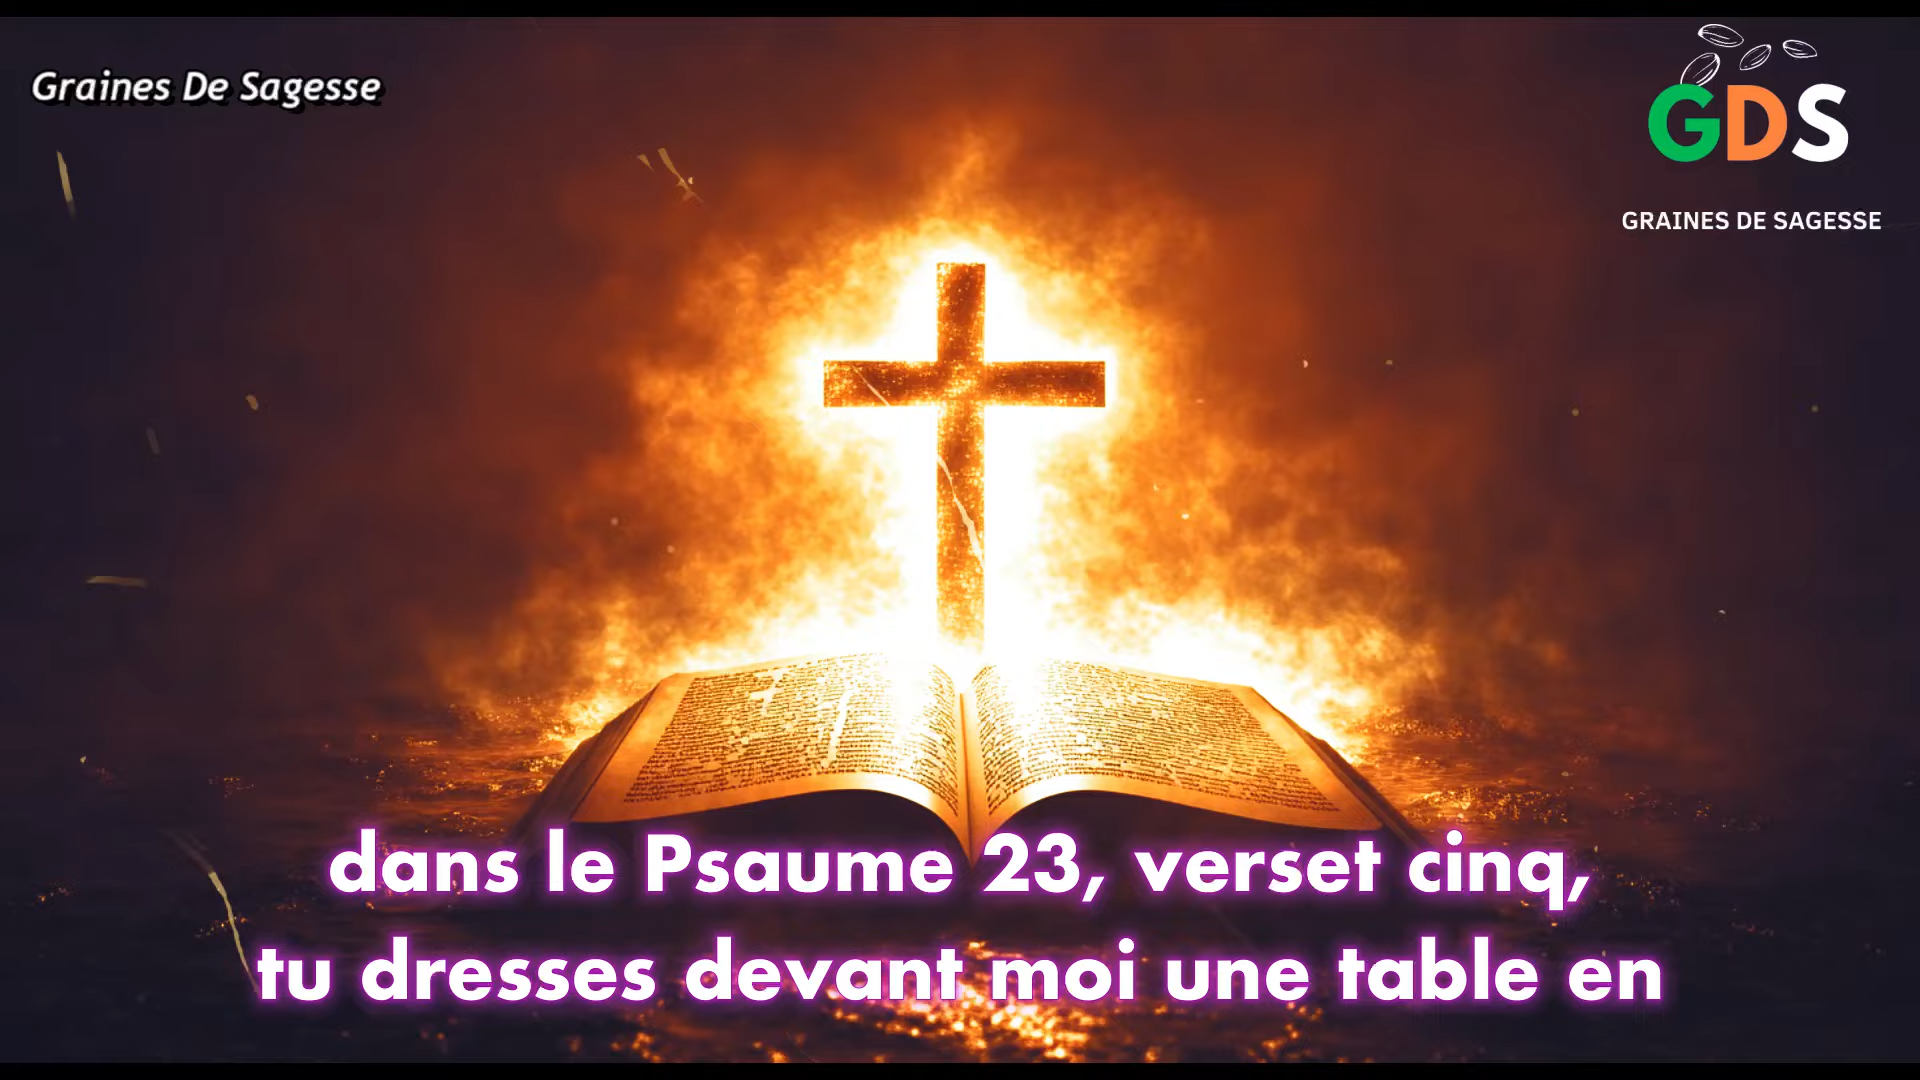 Graines De Sagesse
GDS
GRAINES DE SAGESSE
dans le Psaume 23, verset cinq,
tu dresses devant moi une table en